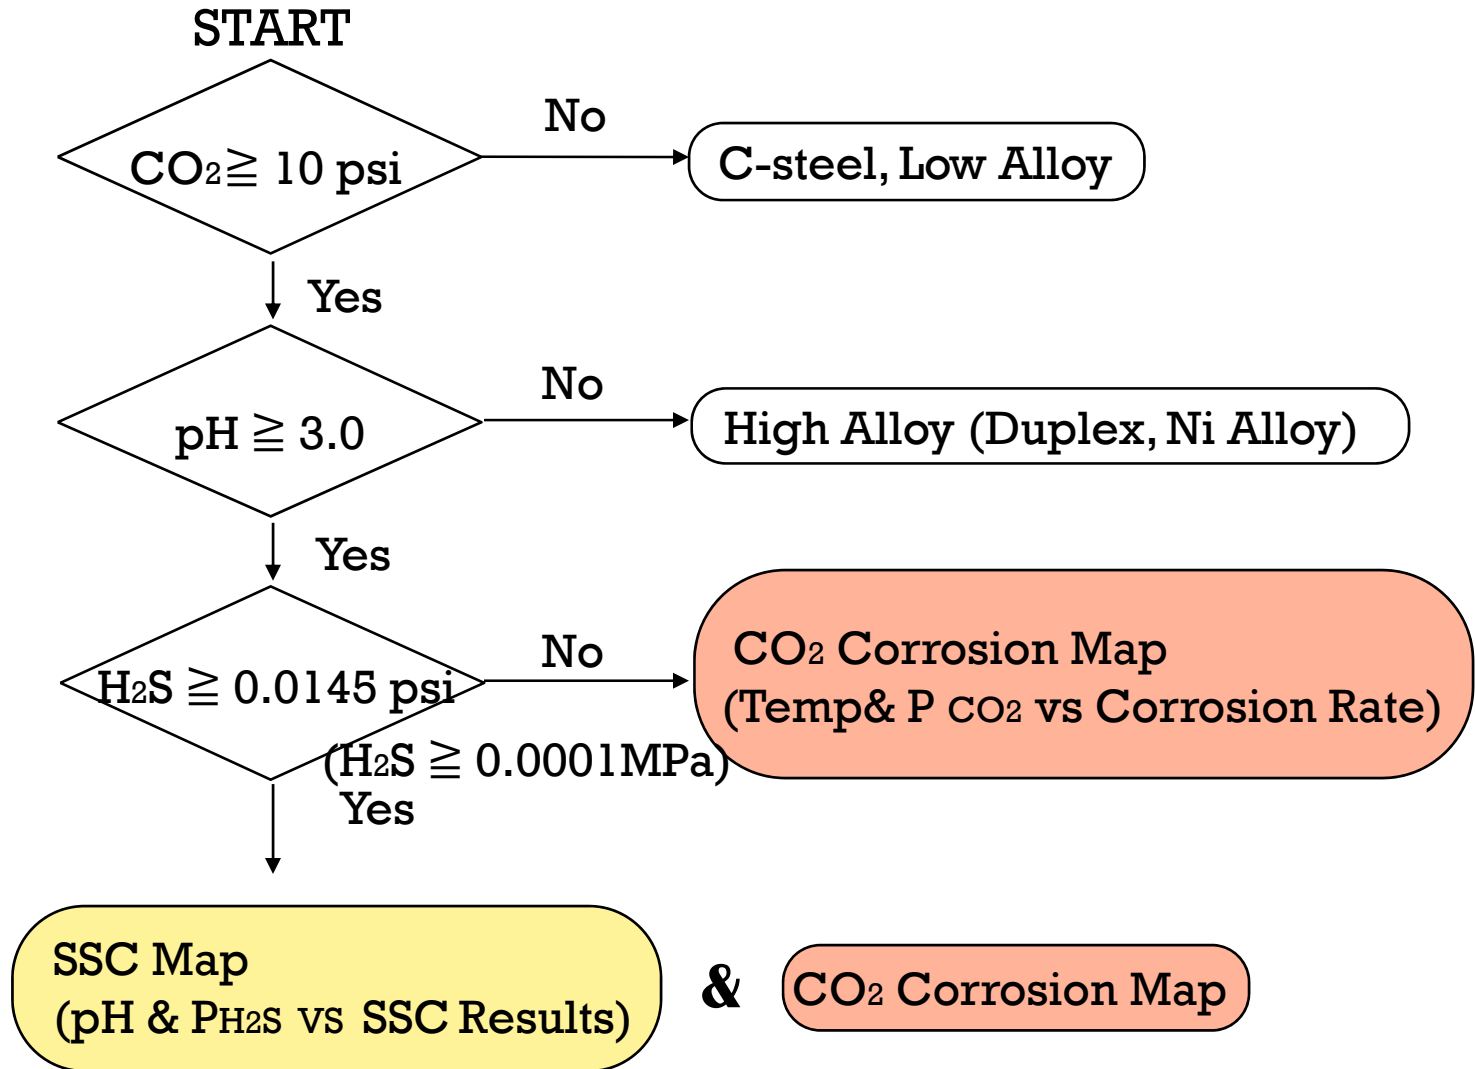 START
No
CO₂≧ 10 psi
C-steel, Low Alloy
Yes
No
pH ≧ 3.0
High Alloy (Duplex, Ni Alloy)
Yes
No
H₂S ≧ 0.0145 psi
(H₂S ≧ 0.0001MPa)
CO₂ Corrosion Map
(Temp& P CO₂ vs Corrosion Rate)
Yes
SSC Map
(pH & PH₂S vs SSC Results)
&
CO₂ Corrosion Map